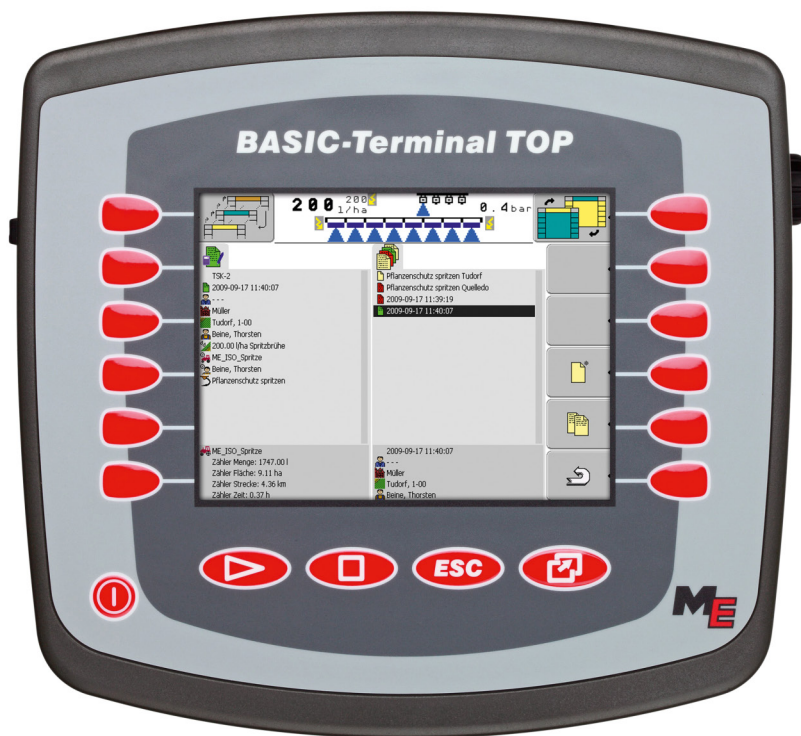 BASIC-Terminal TOP
200 200 l/ha
0.4 bar
TSK-2
2009-09-17 11:40:07
---
Müller
Tudorf, 1-00
Beine, Thorsten
200.00 l/ha Spritzbrühe
ME_ISO_Spritze
Beine, Thorsten
Pflanzenschutz spritzen
Pflanzenschutz spritzen Tudorf
Pflanzenschutz spritzen Quelledo
2009-09-17 11:39:19
2009-09-17 11:40:07
ME_ISO_Spritze
Zähler Menge: 1747.00 l
Zähler Fläche: 9.11 ha
Zähler Strecke: 4.36 km
Zähler Zeit: 0.37 h
2009-09-17 11:40:07
---
Müller
Tudorf, 1-00
Beine, Thorsten
ESC
ME